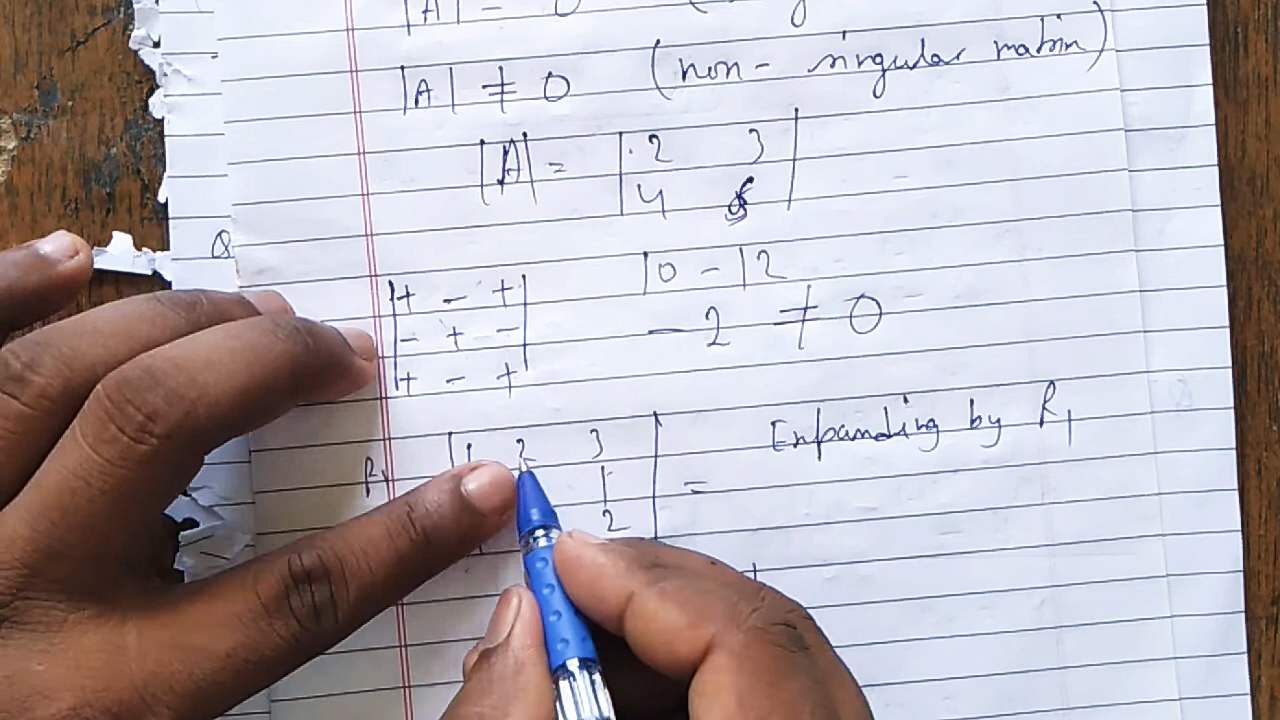 |A| = 0
|A| ≠ 0 (non- singular matrix)
|A| = | 2 3 |
| 4 5 |
10 - 12
- 2 ≠ 0
Q
|+ - +|
|- + -|
|+ - +|
Expanding by R1
R1 |1 2 3|
1 =
2